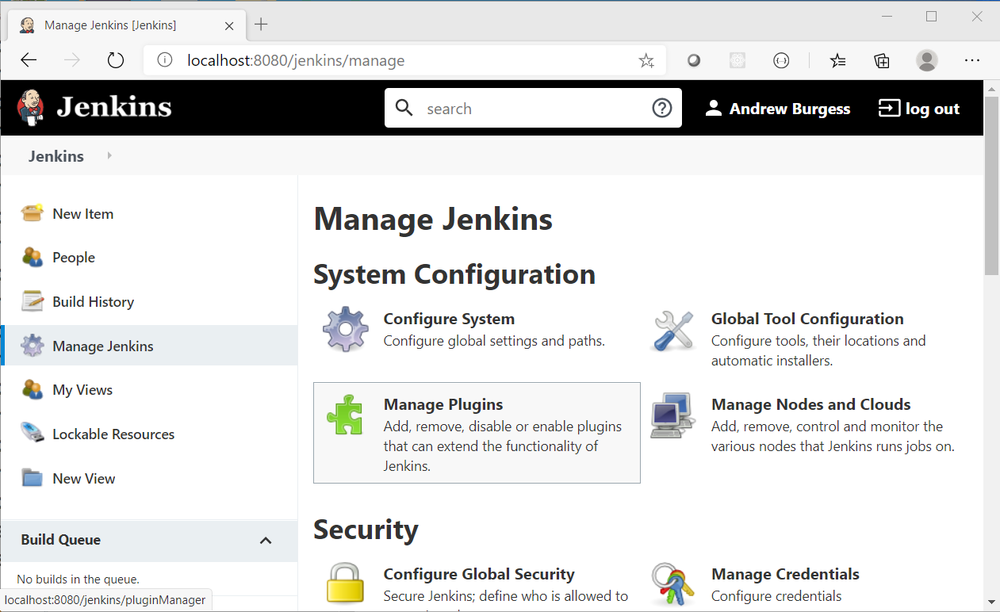 Manage Jenkins [Jenkins]
localhost:8080/jenkins/manage
Jenkins
search
Andrew Burgess
log out
Jenkins
New Item
People
Build History
Manage Jenkins
My Views
Lockable Resources
New View
Build Queue
No builds in the queue.
localhost:8080/jenkins/pluginManager
Manage Jenkins
System Configuration
Configure System
Configure global settings and paths.
Global Tool Configuration
Configure tools, their locations and
automatic installers.
Manage Plugins
Add, remove, disable or enable plugins
that can extend the functionality of
Jenkins.
Manage Nodes and Clouds
Add, remove, control and monitor the
various nodes that Jenkins runs jobs on.
Security
Configure Global Security
Secure Jenkins; define who is allowed to
Manage Credentials
Configure credentials